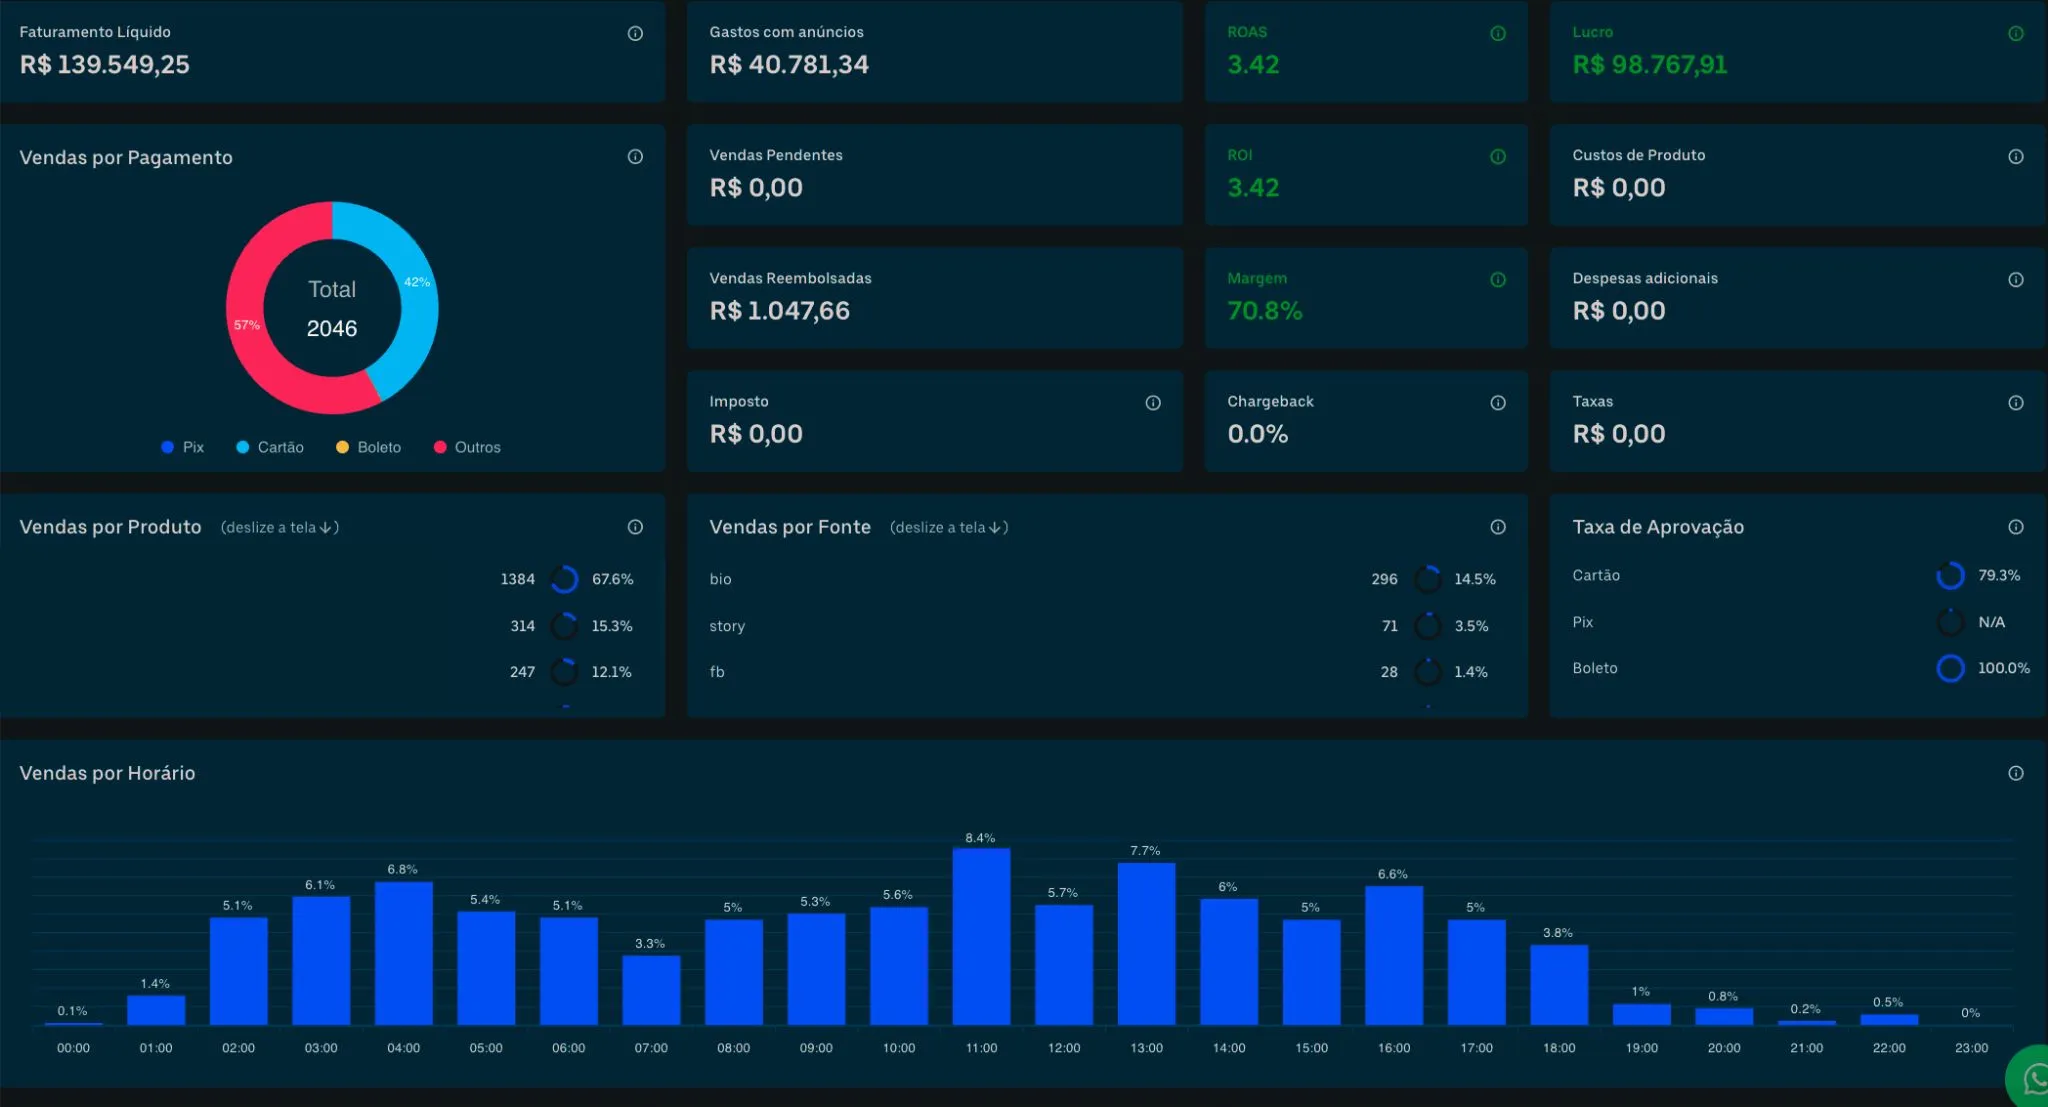 Faturamento Líquido
R$ 139.549,25
Gastos com anúncios
R$ 40.781,34
ROAS
3.42
Lucro
R$ 98.767,91
Vendas por Pagamento
42%
57%
Total
2046
Pix
Cartão
Boleto
Outros
Vendas Pendentes
R$ 0,00
ROI
3.42
Custos de Produto
R$ 0,00
Vendas Reembolsadas
R$ 1.047,66
Margem
70.8%
Despesas adicionais
R$ 0,00
Imposto
R$ 0,00
Chargeback
0.0%
Taxas
R$ 0,00
Vendas por Produto (deslize a tela↓)
1384 67.6%
314 15.3%
247 12.1%
Vendas por Fonte (deslize a tela↓)
bio 296 14.5%
story 71 3.5%
fb 28 1.4%
Taxa de Aprovação
Cartão 79.3%
Pix N/A
Boleto 100.0%
Vendas por Horário
0.1% 1.4% 5.1% 6.1% 6.8% 5.4% 5.1% 3.3% 5% 5.3% 5.6% 8.4% 5.7% 7.7% 6% 5% 6.6% 5% 3.8% 1% 0.8% 0.2% 0.5% 0%
00:00 01:00 02:00 03:00 04:00 05:00 06:00 07:00 08:00 09:00 10:00 11:00 12:00 13:00 14:00 15:00 16:00 17:00 18:00 19:00 20:00 21:00 22:00 23:00